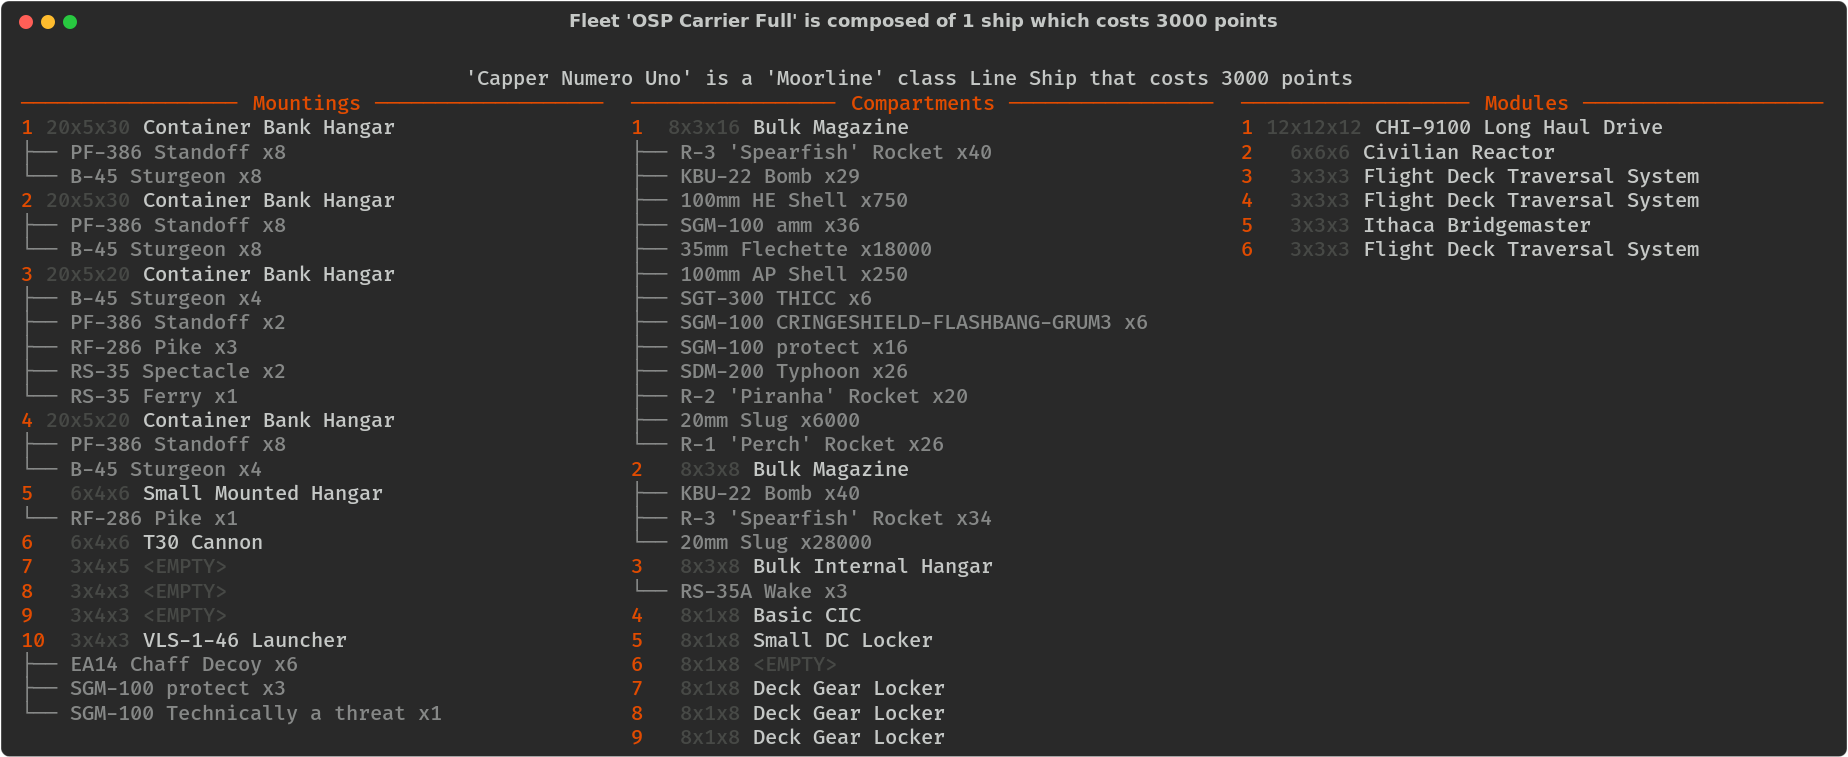 Fleet 'OSP Carrier Full' is composed of 1 ship which costs 3000 points
'Capper Numero Uno' is a 'Moorline' class Line Ship that costs 3000 points
Mountings
1 20x5x30 Container Bank Hangar
PF-386 Standoff x8
B-45 Sturgeon x8
2 20x5x30 Container Bank Hangar
PF-386 Standoff x8
B-45 Sturgeon x8
3 20x5x20 Container Bank Hangar
B-45 Sturgeon x4
PF-386 Standoff x2
RF-286 Pike x3
RS-35 Spectacle x2
RS-35 Ferry x1
4 20x5x20 Container Bank Hangar
PF-386 Standoff x8
B-45 Sturgeon x4
5 6x4x6 Small Mounted Hangar
RF-286 Pike x1
6 6x4x6 T30 Cannon
7 3x4x5 <EMPTY>
8 3x4x3 <EMPTY>
9 3x4x3 <EMPTY>
10 3x4x3 VLS-1-46 Launcher
EA14 Chaff Decoy x6
SGM-100 protect x3
SGM-100 Technically a threat x1
Compartments
1 8x3x16 Bulk Magazine
R-3 'Spearfish' Rocket x40
KBU-22 Bomb x29
100mm HE Shell x750
SGM-100 amm x36
35mm Flechette x18000
100mm AP Shell x250
SGT-300 THICC x6
SGM-100 CRINGESHIELD-FLASHBANG-GRUM3 x6
SGM-100 protect x16
SDM-200 Typhoon x26
R-2 'Piranha' Rocket x20
20mm Slug x6000
R-1 'Perch' Rocket x26
2 8x3x8 Bulk Magazine
KBU-22 Bomb x40
R-3 'Spearfish' Rocket x34
20mm Slug x28000
3 8x3x8 Bulk Internal Hangar
RS-35A Wake x3
4 8x1x8 Basic CIC
5 8x1x8 Small DC Locker
6 8x1x8 <EMPTY>
7 8x1x8 Deck Gear Locker
8 8x1x8 Deck Gear Locker
9 8x1x8 Deck Gear Locker
Modules
1 12x12x12 CHI-9100 Long Haul Drive
2 6x6x6 Civilian Reactor
3 3x3x3 Flight Deck Traversal System
4 3x3x3 Flight Deck Traversal System
5 3x3x3 Ithaca Bridgemaster
6 3x3x3 Flight Deck Traversal System